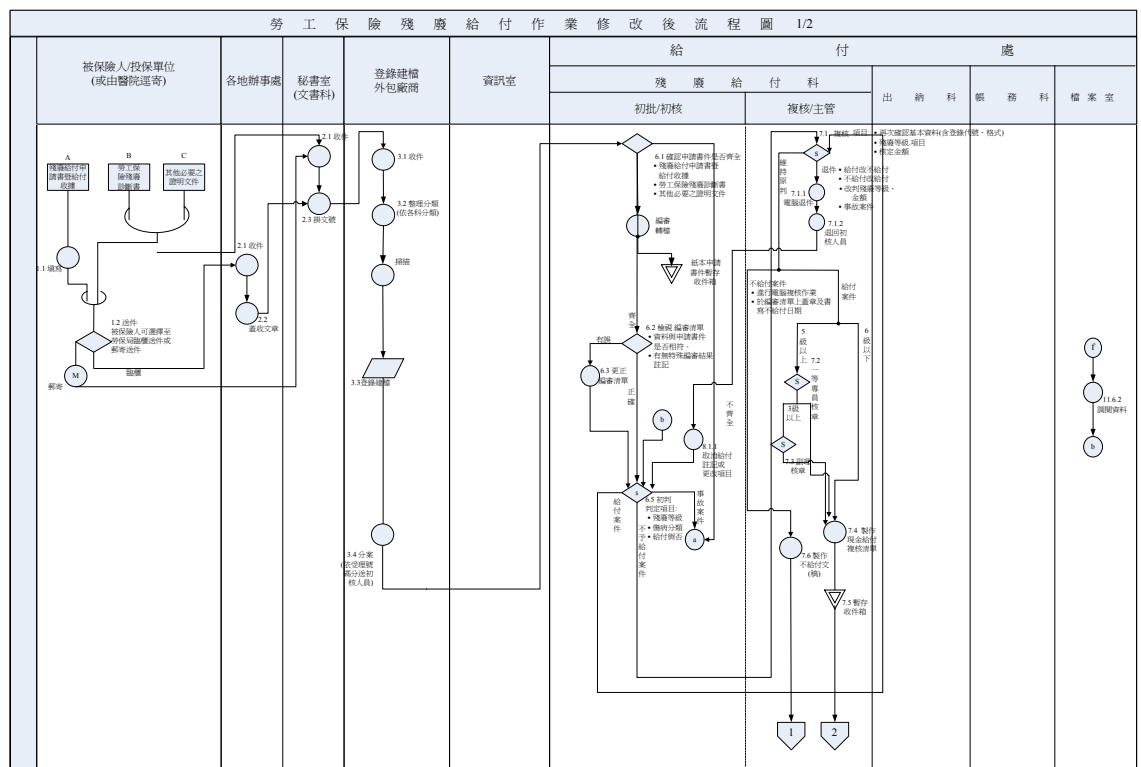 勞工保險殘廢給付作業修改後流程圖 1/2
被保險人/投保單位
(或由醫院逕寄)
各地辦事處
秘書室
(文書科)
登錄建檔
外包廠商
資訊室
給付處
殘廢給付科
初批/初核
複核/主管
出納科
帳務科
檔案室
A
殘廢給付申
請書暨給付
收據
B
勞工保
險殘廢
診斷書
C
其他必要之
證明文件
1.1 填寫
1.2 送件
被保險人可選擇至
勞保局臨櫃送件或
郵寄送件
M
郵寄
臨櫃
2.1 收件
2.2
蓋收文章
2.1 收件
2.3 掛文號
3.1 收件
3.2 整理分類
(依各科分類)
掃描
3.3登錄建檔
3.4 分案
(依受理號
碼分送初
核人員)
6.1 確認申請書件是否齊全
• 殘廢給付申請書暨
給付收據
• 勞工保險殘廢診斷書
• 其他必要之證明文件
編審
轉檔
紙本申請
書件暫存
收件箱
齊全
6.2 檢視 編審清單
• 資料與申請書件
是否相符、
• 有無特殊編審結果
註記
有誤
6.3 更正
編審清單
正確
b
8.1.1
取消給付
註記或
更改項目
不齊全
s
6.5 初判
判定項目:
• 殘廢等級
• 傷病分類
• 給付與否
給付案件
不予給付案件
事故案件
a
7.1 複核 項目:
• 再次確認基本資料(含登錄代號、格式)
• 殘廢等級.項目
• 核定金額
S
維持原判
退件
• 給付改不給付
• 不給付改給付
• 改判殘廢等級、
金額
• 事故案件
7.1.1
電腦退件
7.1.2
退回初
核人員
不給付案件
• 進行電腦複核作業
• 於編審清單上蓋章及書
寫不給付日期
給付
案件
5級以上
6級以下
7.2一等專員核章
S
3級
以上
S
7.3 副理
核章
7.4 製作
現金給付
複核清單
7.5 暫存
收件箱
7.6 製作
不給付文
(稿)
1
2
f
11.6.2
調閱資料
b